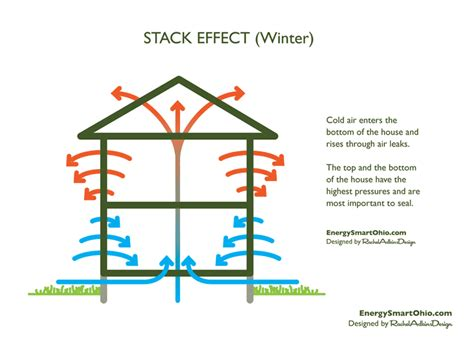 STACK EFFECT (Winter)
Cold air enters the
bottom of the house and
rises through air leaks.
The top and the bottom
of the house have the
highest pressures and are
most important to seal.
EnergySmartOhio.com
Designed by RachelAdkinsDesign
EnergySmartOhio.com
Designed by RachelAdkinsDesign